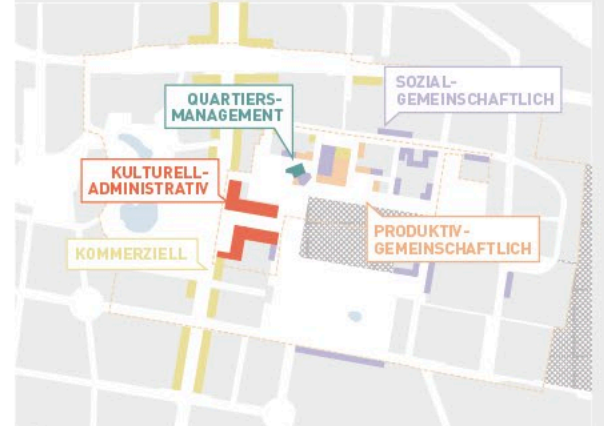 SOZIAL-
GEMEINSCHAFTLICH
QUARTIERS-
MANAGEMENT
KULTURELL-
ADMINISTRATIV
PRODUKTIV-
GEMEINSCHAFTLICH
KOMMERZIELL